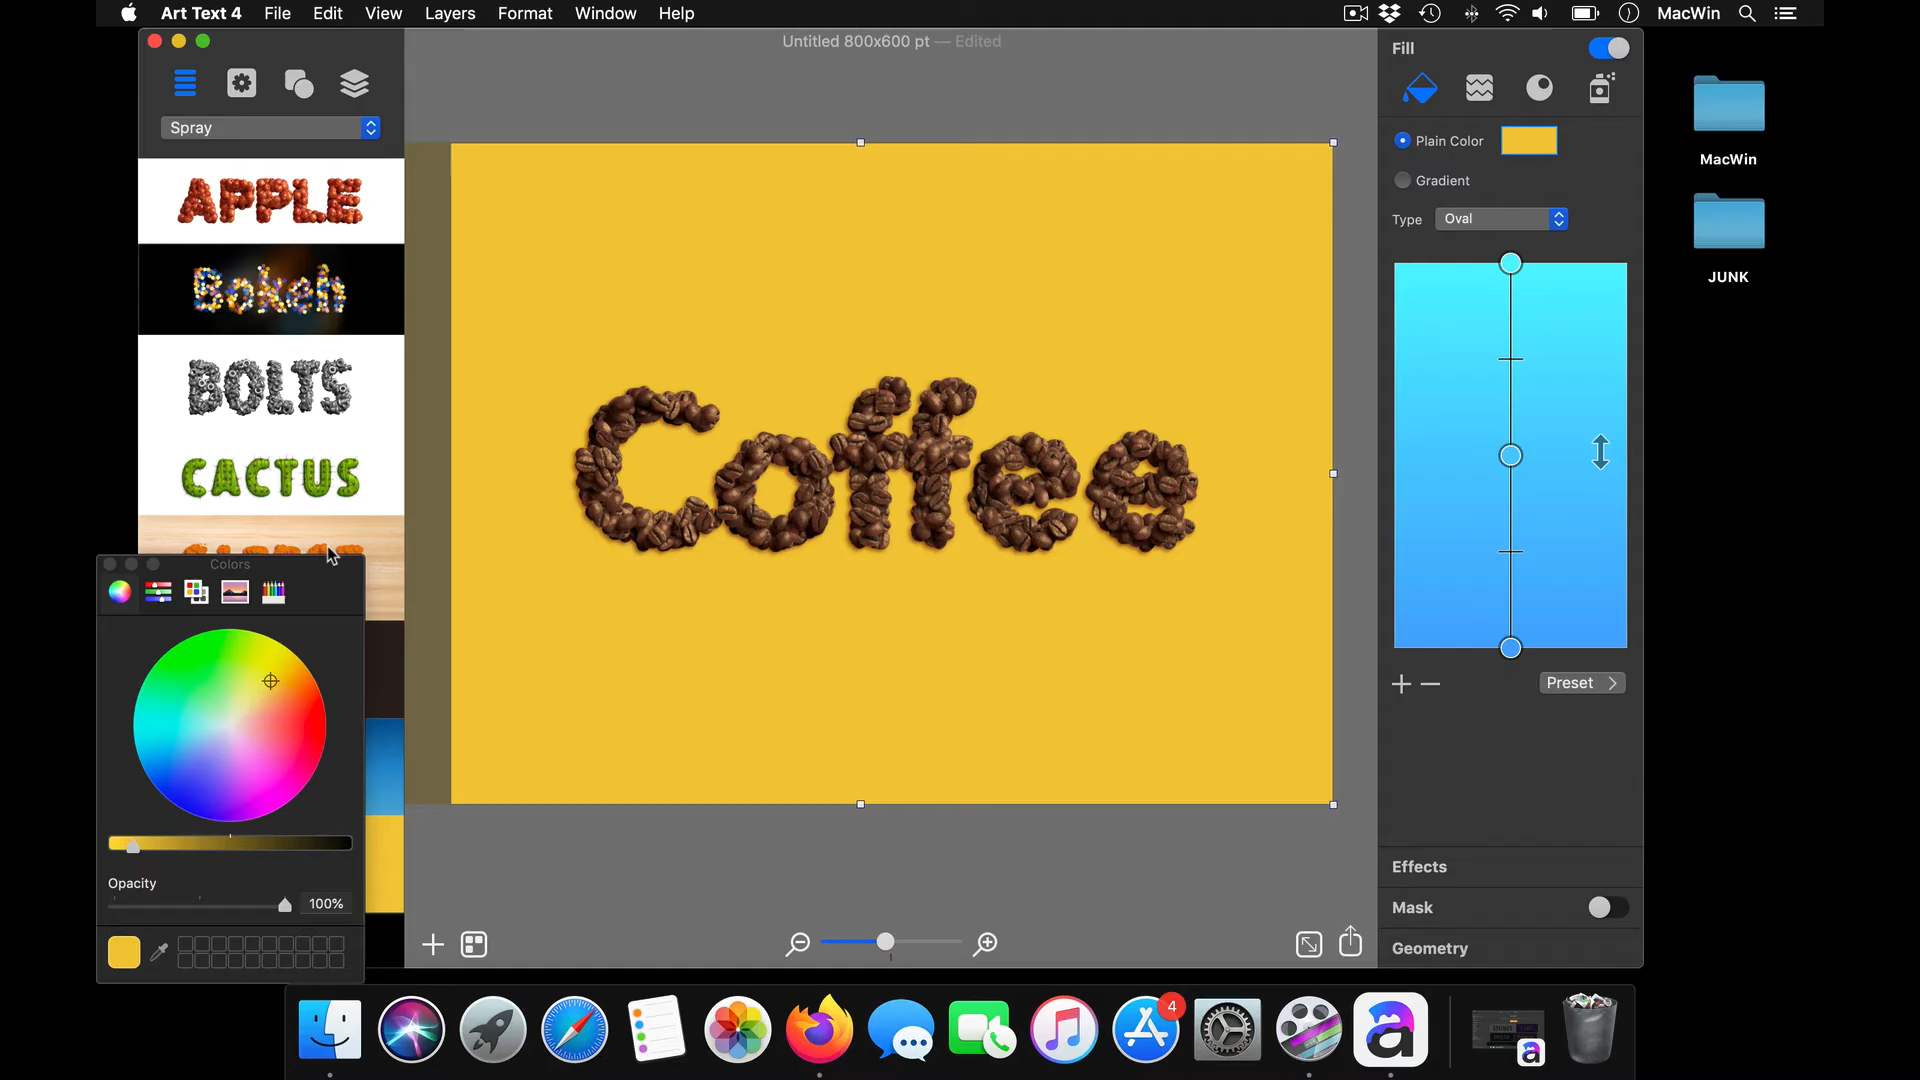 Art Text 4 File Edit View Layers Format Window Help MacWin
Untitled 800x600 pt — Edited
Fill
Spray
Plain Color
Gradient
Type Oval
MacWin
JUNK
APPLE
Bokeh
BOLTS
CACTUS
Coffee
Colors
Preset
Opacity
100%
Effects
Mask
Geometry
4